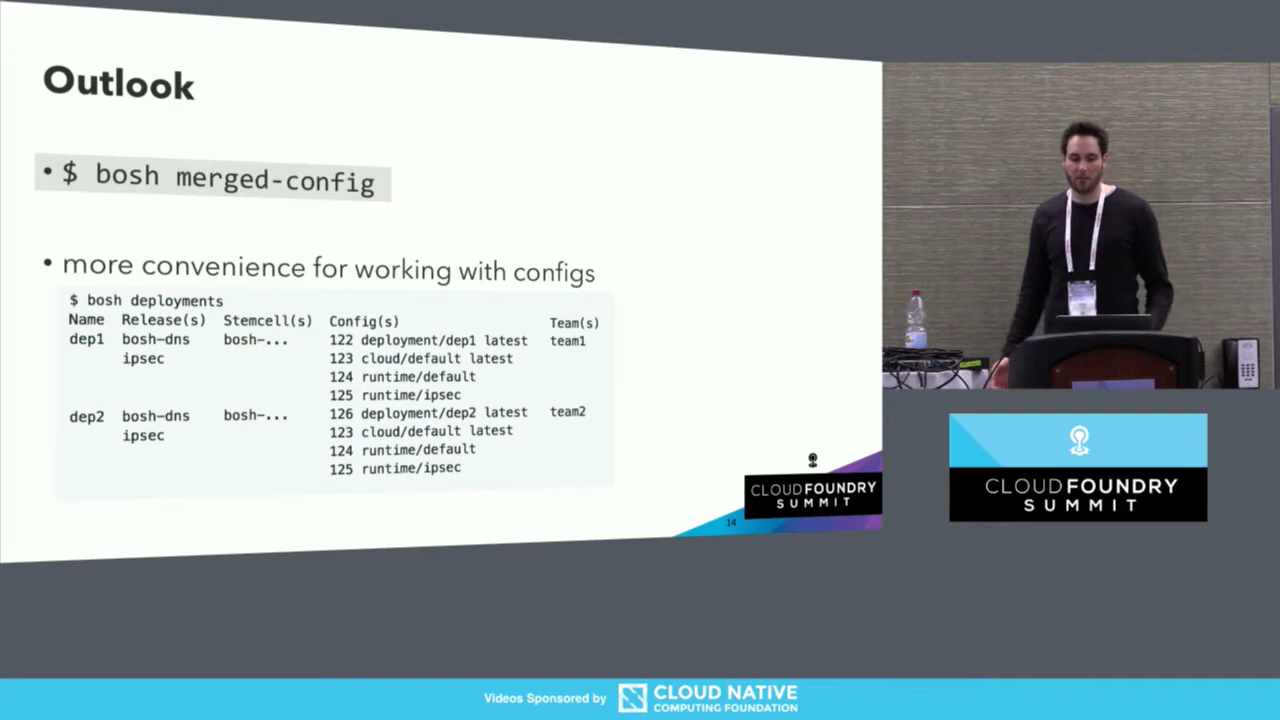 Outlook
• $ bosh merged-config
• more convenience for working with configs
$ bosh deployments
Name Release(s) Stemcell(s) Config(s) Team(s)
dep1 bosh-dns bosh-... 122 deployment/dep1 latest team1
ipsec 123 cloud/default latest
124 runtime/default
125 runtime/ipsec
dep2 bosh-dns bosh-... 126 deployment/dep2 latest team2
ipsec 123 cloud/default latest
124 runtime/default
125 runtime/ipsec
CLOUDFOUNDRY
SUMMIT
14
CLOUDFOUNDRY
SUMMIT
Videos Sponsored by
CLOUD NATIVE
COMPUTING FOUNDATION